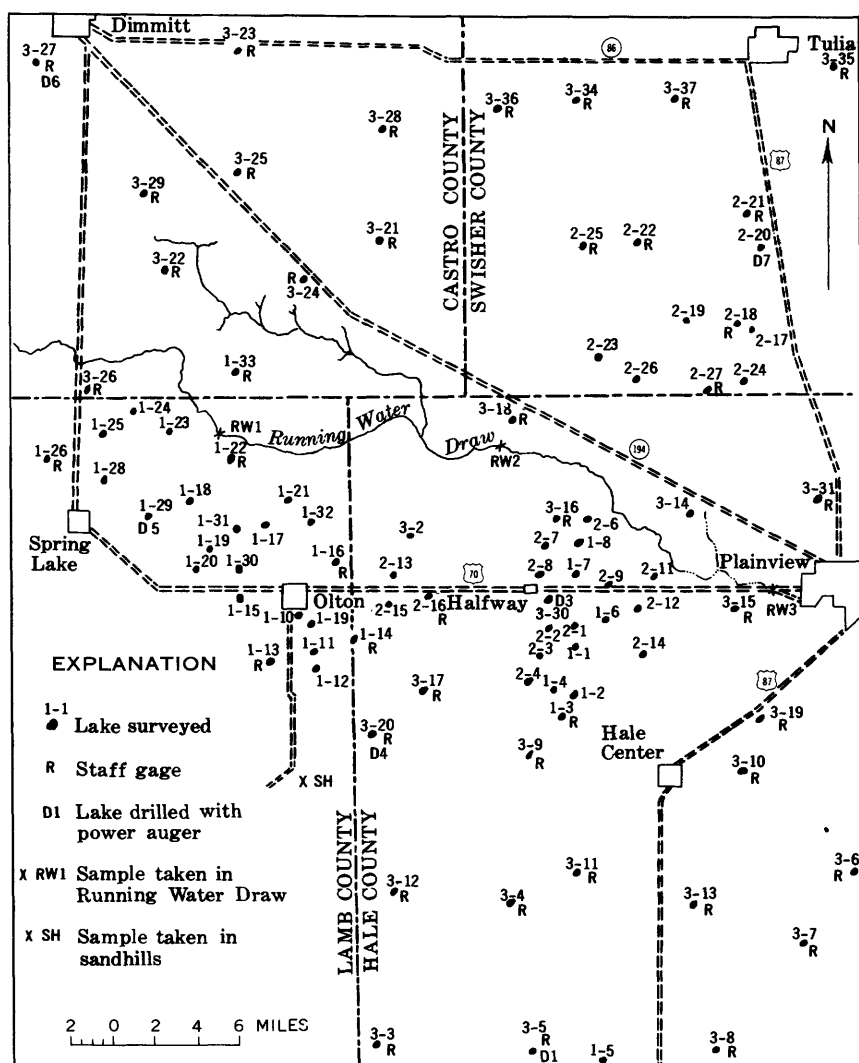 Dimmitt
3-23
R
86
Tulia
3-27
R
D6
3-35
R
3-34
R
3-37
R
3-36
R
3-28
R
CASTRO COUNTY
SWISHER COUNTY
N
87
3-25
R
3-29
R
2-21
R
3-21
R
2-25
R
2-22
R
2-20
D7
3-22
R
R
3-24
2-19
2-18
R
2-17
2-23
1-33
R
2-26
2-27
R
2-24
3-26
R
1-24
3-18
R
1-25
1-23
RW1
Running Water Draw
RW2
194
1-26
R
1-22
R
1-28
3-31
R
1-29
D5
1-18
1-21
3-16
R
2-6
3-14
Spring
Lake
1-31
1-17
1-32
3-2
1-19
2-7
1-8
Plainview
1-20
1-30
1-16
R
2-13
70
2-8
1-7
2-9
2-11
1-15
Olton
2-15
2-16
R
Halfway
D3
3-30
1-6
2-12
3-15
R
RW3
1-10
1-19
1-14
R
2-2
2-1
1-13
R
1-11
2-3
1-1
2-14
EXPLANATION
1-12
3-17
R
2-4
1-4
1-2
87
1-1
Lake surveyed
3-20
R
D4
1-3
R
3-19
R
R Staff gage
3-9
R
Hale
Center
3-10
R
X SH
D1 Lake drilled with
power auger
X RW1 Sample taken in
Running Water Draw
LAMB COUNTY
HALE COUNTY
3-12
R
3-4
R
3-11
R
3-13
R
3-6
R
X SH Sample taken in
sandhills
3-7
R
2 0 2 4 6 MILES
3-3
R
3-5
R
D1
1-5
3-8
R